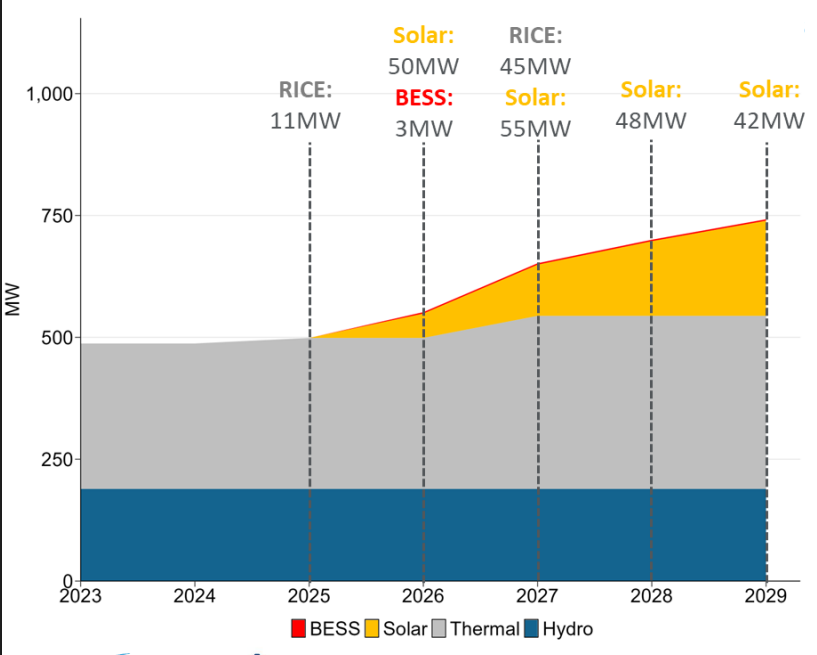 Solar:
50MW
BESS:
3MW
RICE:
45MW
Solar:
55MW
RICE:
11MW
Solar:
48MW
Solar:
42MW
1,000
750
500
250
0
MW
2023 2024 2025 2026 2027 2028 2029
BESS Solar Thermal Hydro